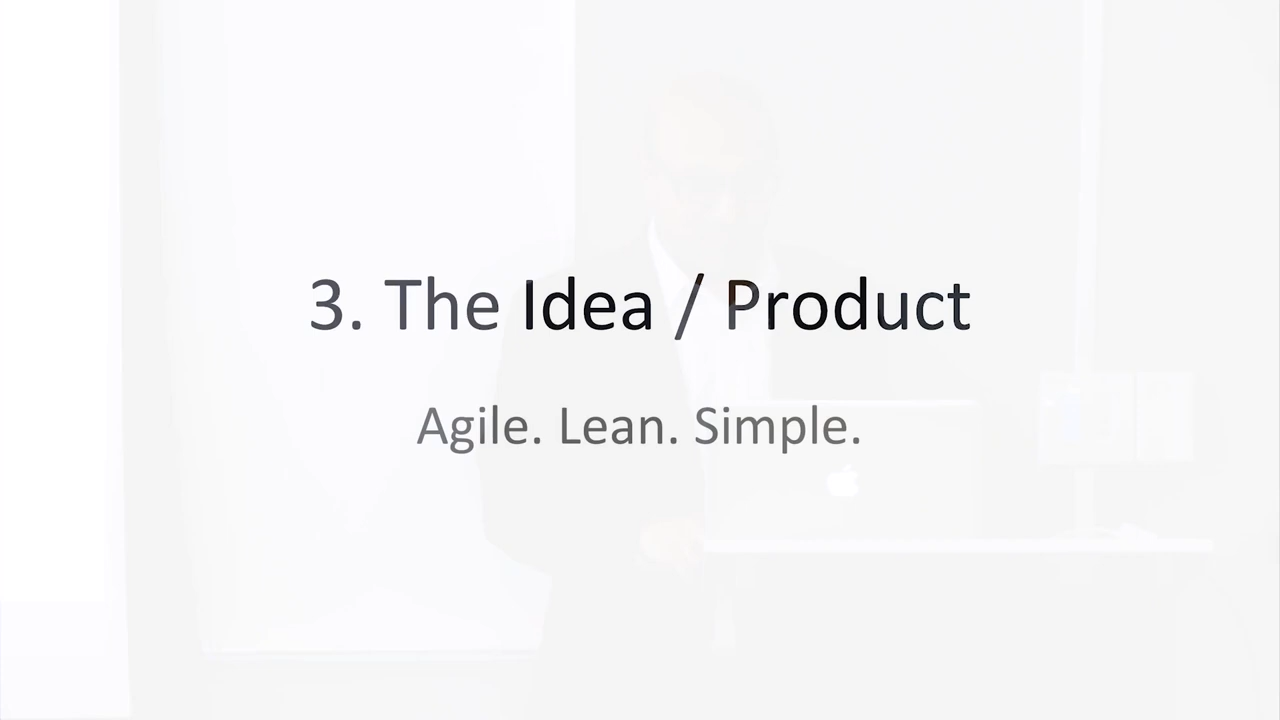 3. The Idea / Product
Agile. Lean. Simple.